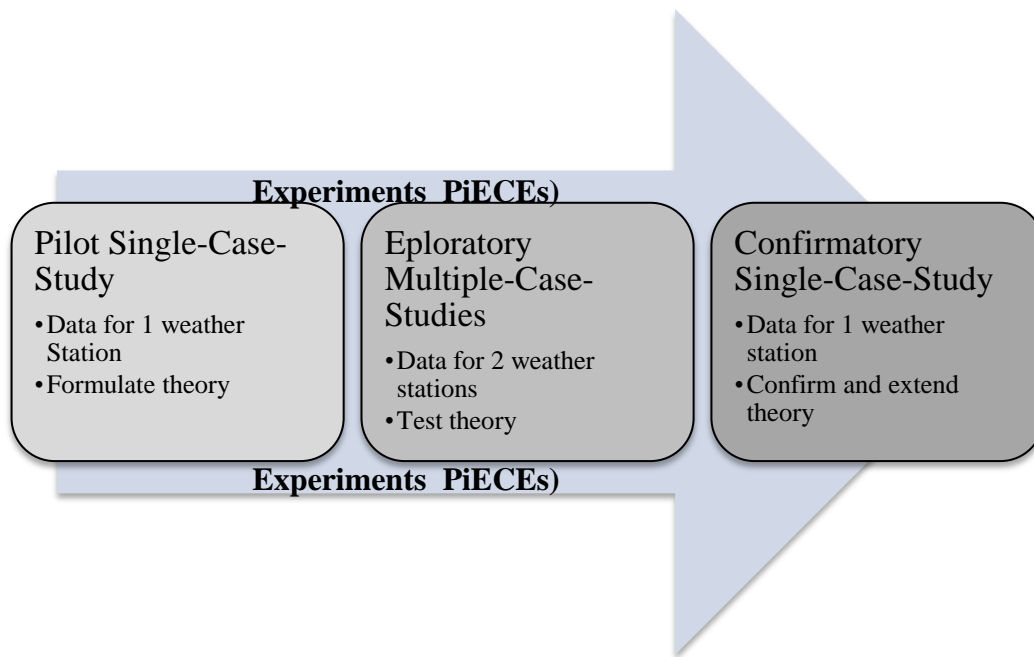 Experiments PiECEs)
Pilot Single-Case-
Study
•Data for 1 weather
Station
•Formulate theory
Eploratory
Multiple-Case-
Studies
•Data for 2 weather
stations
•Test theory
Confirmatory
Single-Case-Study
•Data for 1 weather
station
•Confirm and extend
theory
Experiments PiECEs)